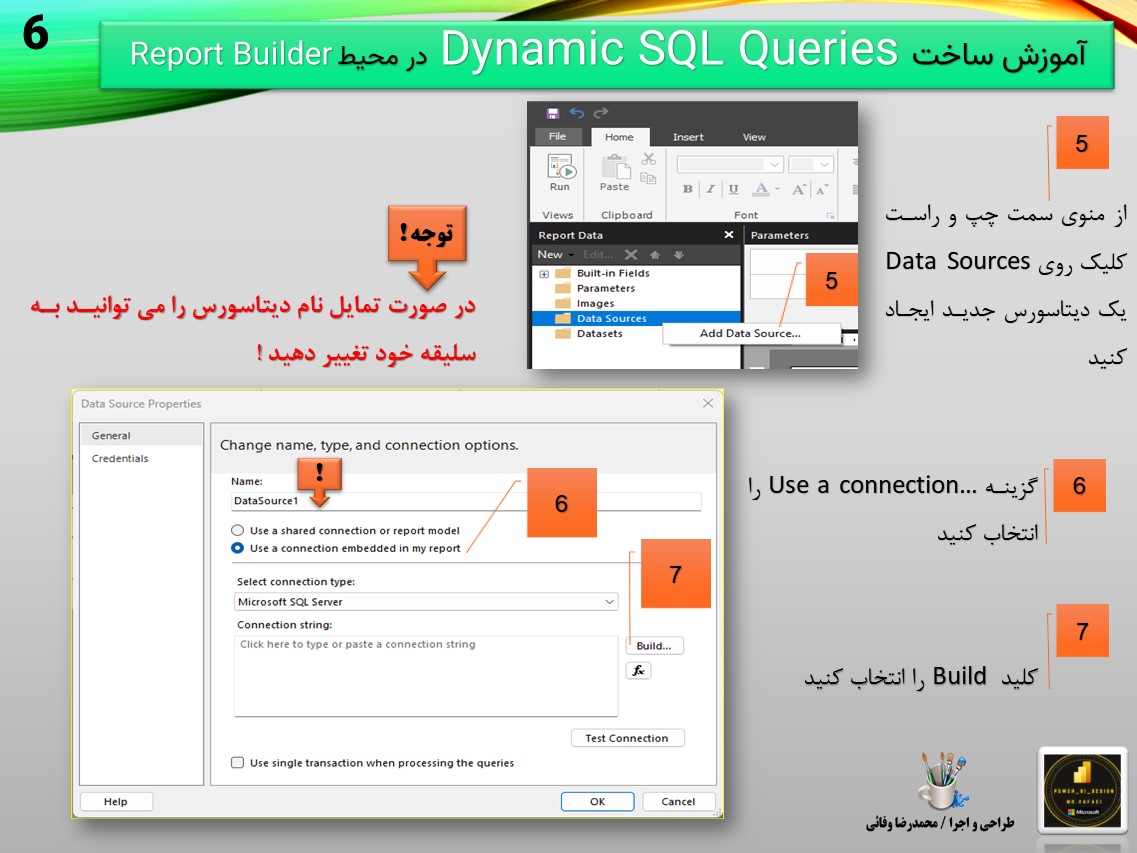 6
آموزش ساخت Dynamic SQL Queries در محیط Report Builder
5
از منوی سمت چپ و راست
کلیک روی Data Sources
یک دیتاسورس جدید ایجاد
کنید
File Home Insert View
Run
Paste
B I U A A A
Views Clipboard Font
Report Data
Parameters
New Edit...
Built-in Fields
Parameters
Images
Data Sources
Datasets
Add Data Source...
5
توجه!
در صورت تمایل نام دیتاسورس را می توانید به
سلیقه خود تغییر دهید !
Data Source Properties
General
Credentials
Change name, type, and connection options.
!
Name:
DataSource1
Use a shared connection or report model
Use a connection embedded in my report
6
7
Select connection type:
Microsoft SQL Server
Connection string:
Click here to type or paste a connection string
Build...
fx
Test Connection
Use single transaction when processing the queries
Help
OK
Cancel
6
گزینه Use a connection... را
انتخاب کنید
7
کلید Build را انتخاب کنید
طراحی و اجرا / محمدرضا وفائی
POWER_BI_DESIGN
MR.VAFAEI
Microsoft